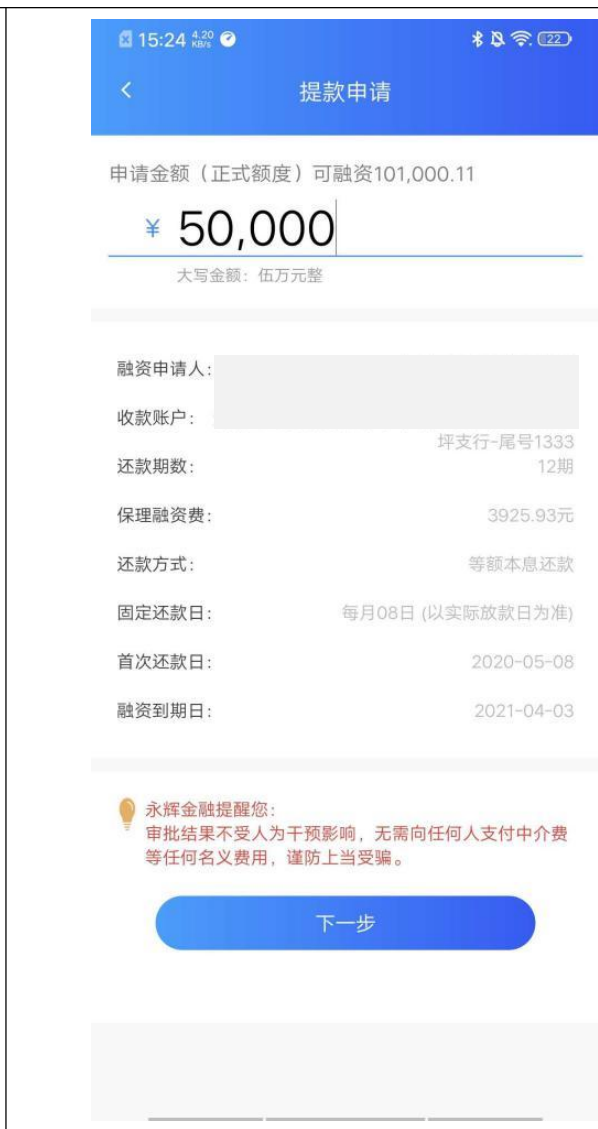 15:24 4.20 KB/s 22
提款申请
申请金额（正式额度）可融资101,000.11
¥ 50,000
大写金额：伍万元整
融资申请人：
收款账户：
坪支行-尾号1333
还款期数： 12期
保理融资费： 3925.93元
还款方式： 等额本息还款
固定还款日： 每月08日 (以实际放款日为准)
首次还款日： 2020-05-08
融资到期日： 2021-04-03
永辉金融提醒您：
审批结果不受人为干预影响，无需向任何人支付中介费
等任何名义费用，谨防上当受骗。
下一步